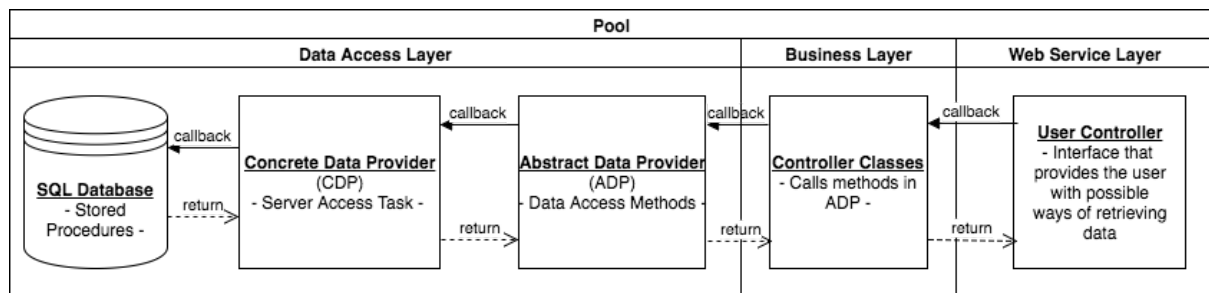 Pool
Data Access Layer
Business Layer
Web Service Layer
callback
callback
callback
callback
SQL Database
- Stored
Procedures -
return
Concrete Data Provider
(CDP)
- Server Access Task -
return
Abstract Data Provider
(ADP)
- Data Access Methods -
return
Controller Classes
- Calls methods in
ADP -
return
User Controller
- Interface that
provides the user
with possible
ways of retrieving
data